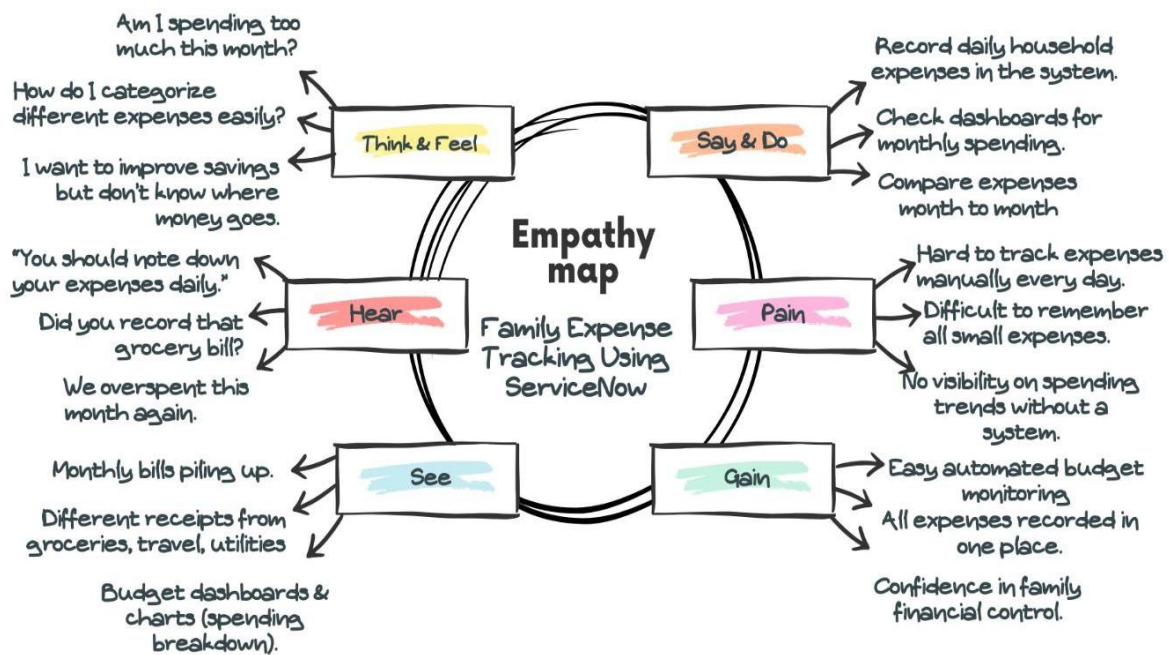 Am I spending too
much this month?
How do I categorize
different expenses easily?
I want to improve savings
but don't know where
money goes.
Think & Feel
Say & Do
Record daily household
expenses in the system.
Check dashboards for
monthly spending.
Compare expenses
month to month
Empathy
map
Family Expense
Tracking Using
ServiceNow
"You should note down
your expenses daily."
Did you record that
grocery bill?
We overspent this
month again.
Hear
Pain
Hard to track expenses
manually every day.
Difficult to remember
all small expenses.
No visibility on spending
trends without a
system.
Monthly bills piling up.
Different receipts from
groceries, travel, utilities
Budget dashboards &
charts (spending
breakdown).
See
Gain
Easy automated budget
monitoring
All expenses recorded in
one place.
Confidence in family
financial control.